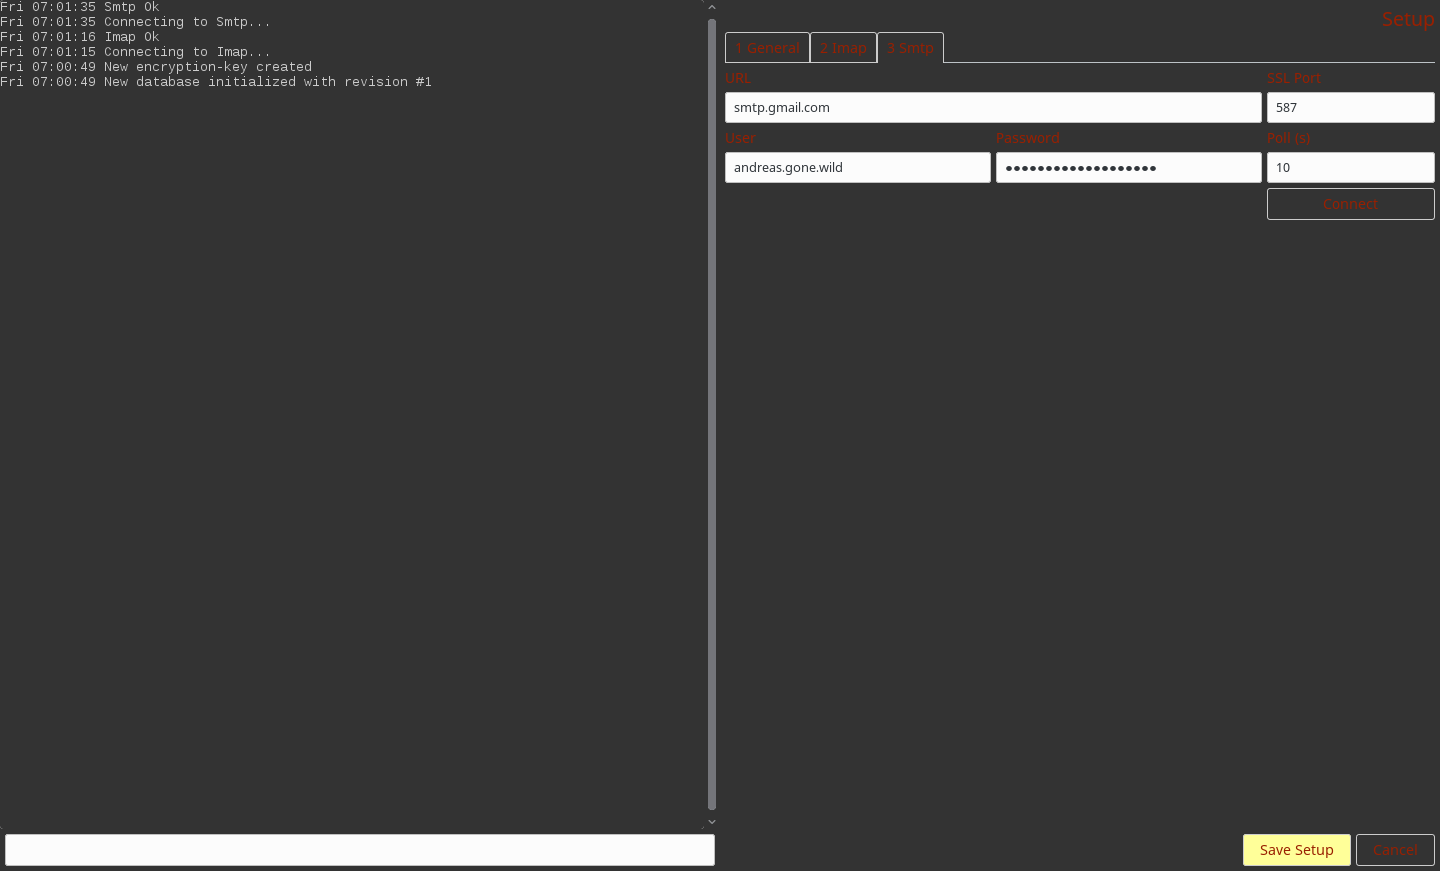 Fri 07:01:35 Smtp Ok
Fri 07:01:35 Connecting to Smtp...
Fri 07:01:16 Imap Ok
Fri 07:01:15 Connecting to Imap...
Fri 07:00:49 New encryption-key created
Fri 07:00:49 New database initialized with revision #1
Setup
1 General 2 Imap 3 Smtp
URL SSL Port
smtp.gmail.com 587
User Password Poll (s)
andreas.gone.wild ●●●●●●●●●●●●●●●●●●● 10
Connect
Save Setup Cancel